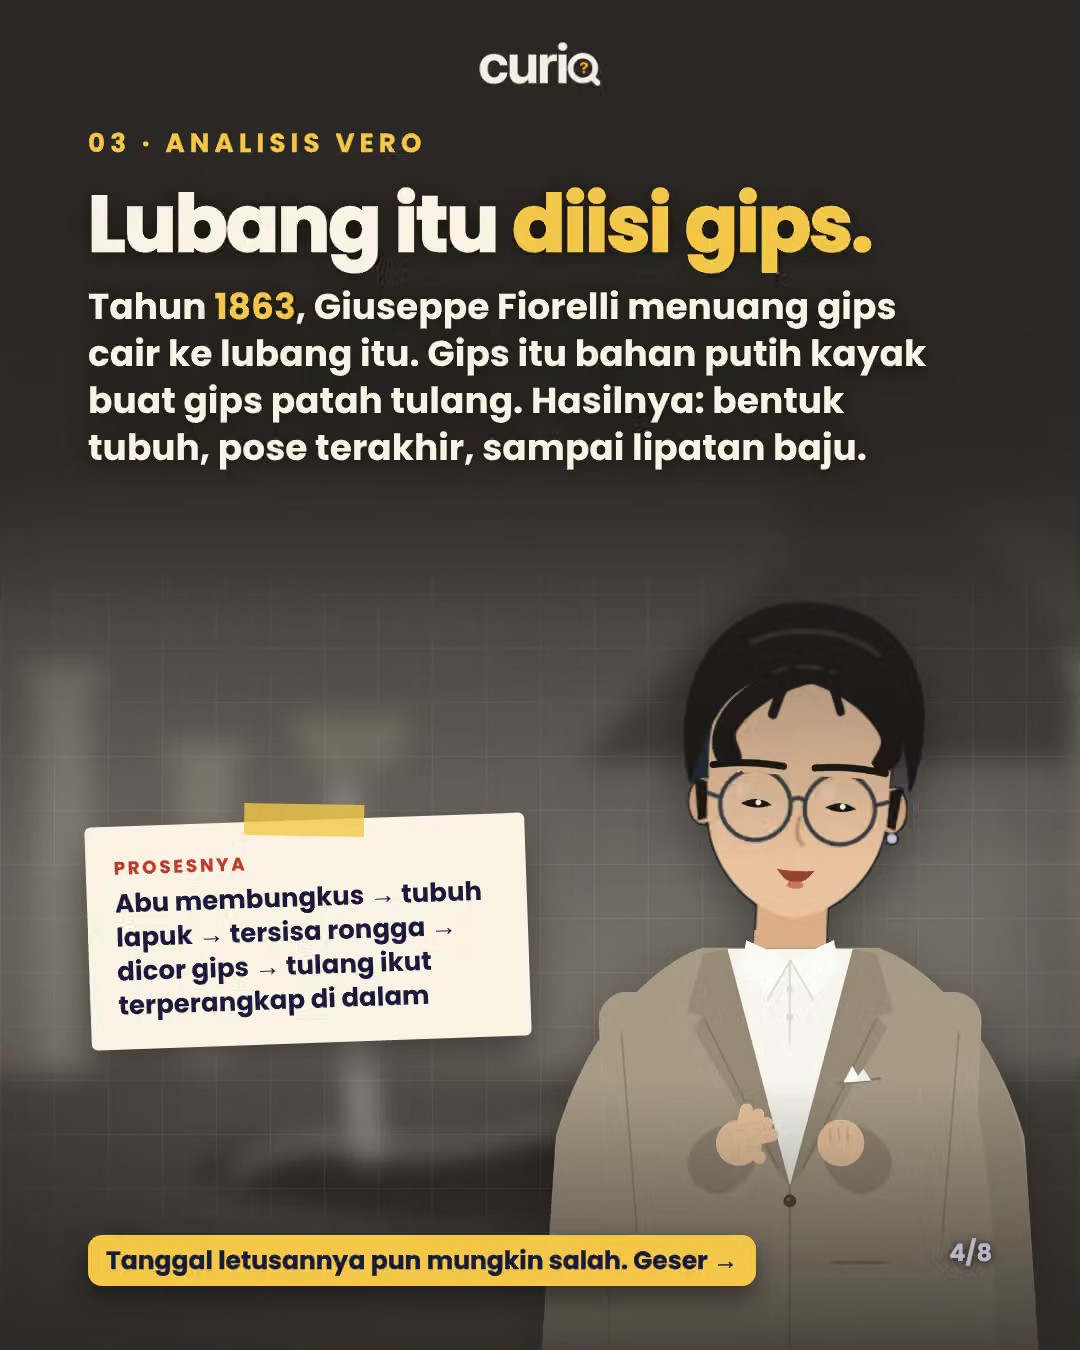 curio
03 · ANALISIS VERO
Lubang itu diisi gips.
Tahun 1863, Giuseppe Fiorelli menuang gips
cair ke lubang itu. Gips itu bahan putih kayak
buat gips patah tulang. Hasilnya: bentuk
tubuh, pose terakhir, sampai lipatan baju.
PROSESNYA
Abu membungkus → tubuh
lapuk → tersisa rongga →
dicor gips → tulang ikut
terperangkap di dalam
Tanggal letusannya pun mungkin salah. Geser →
4/8